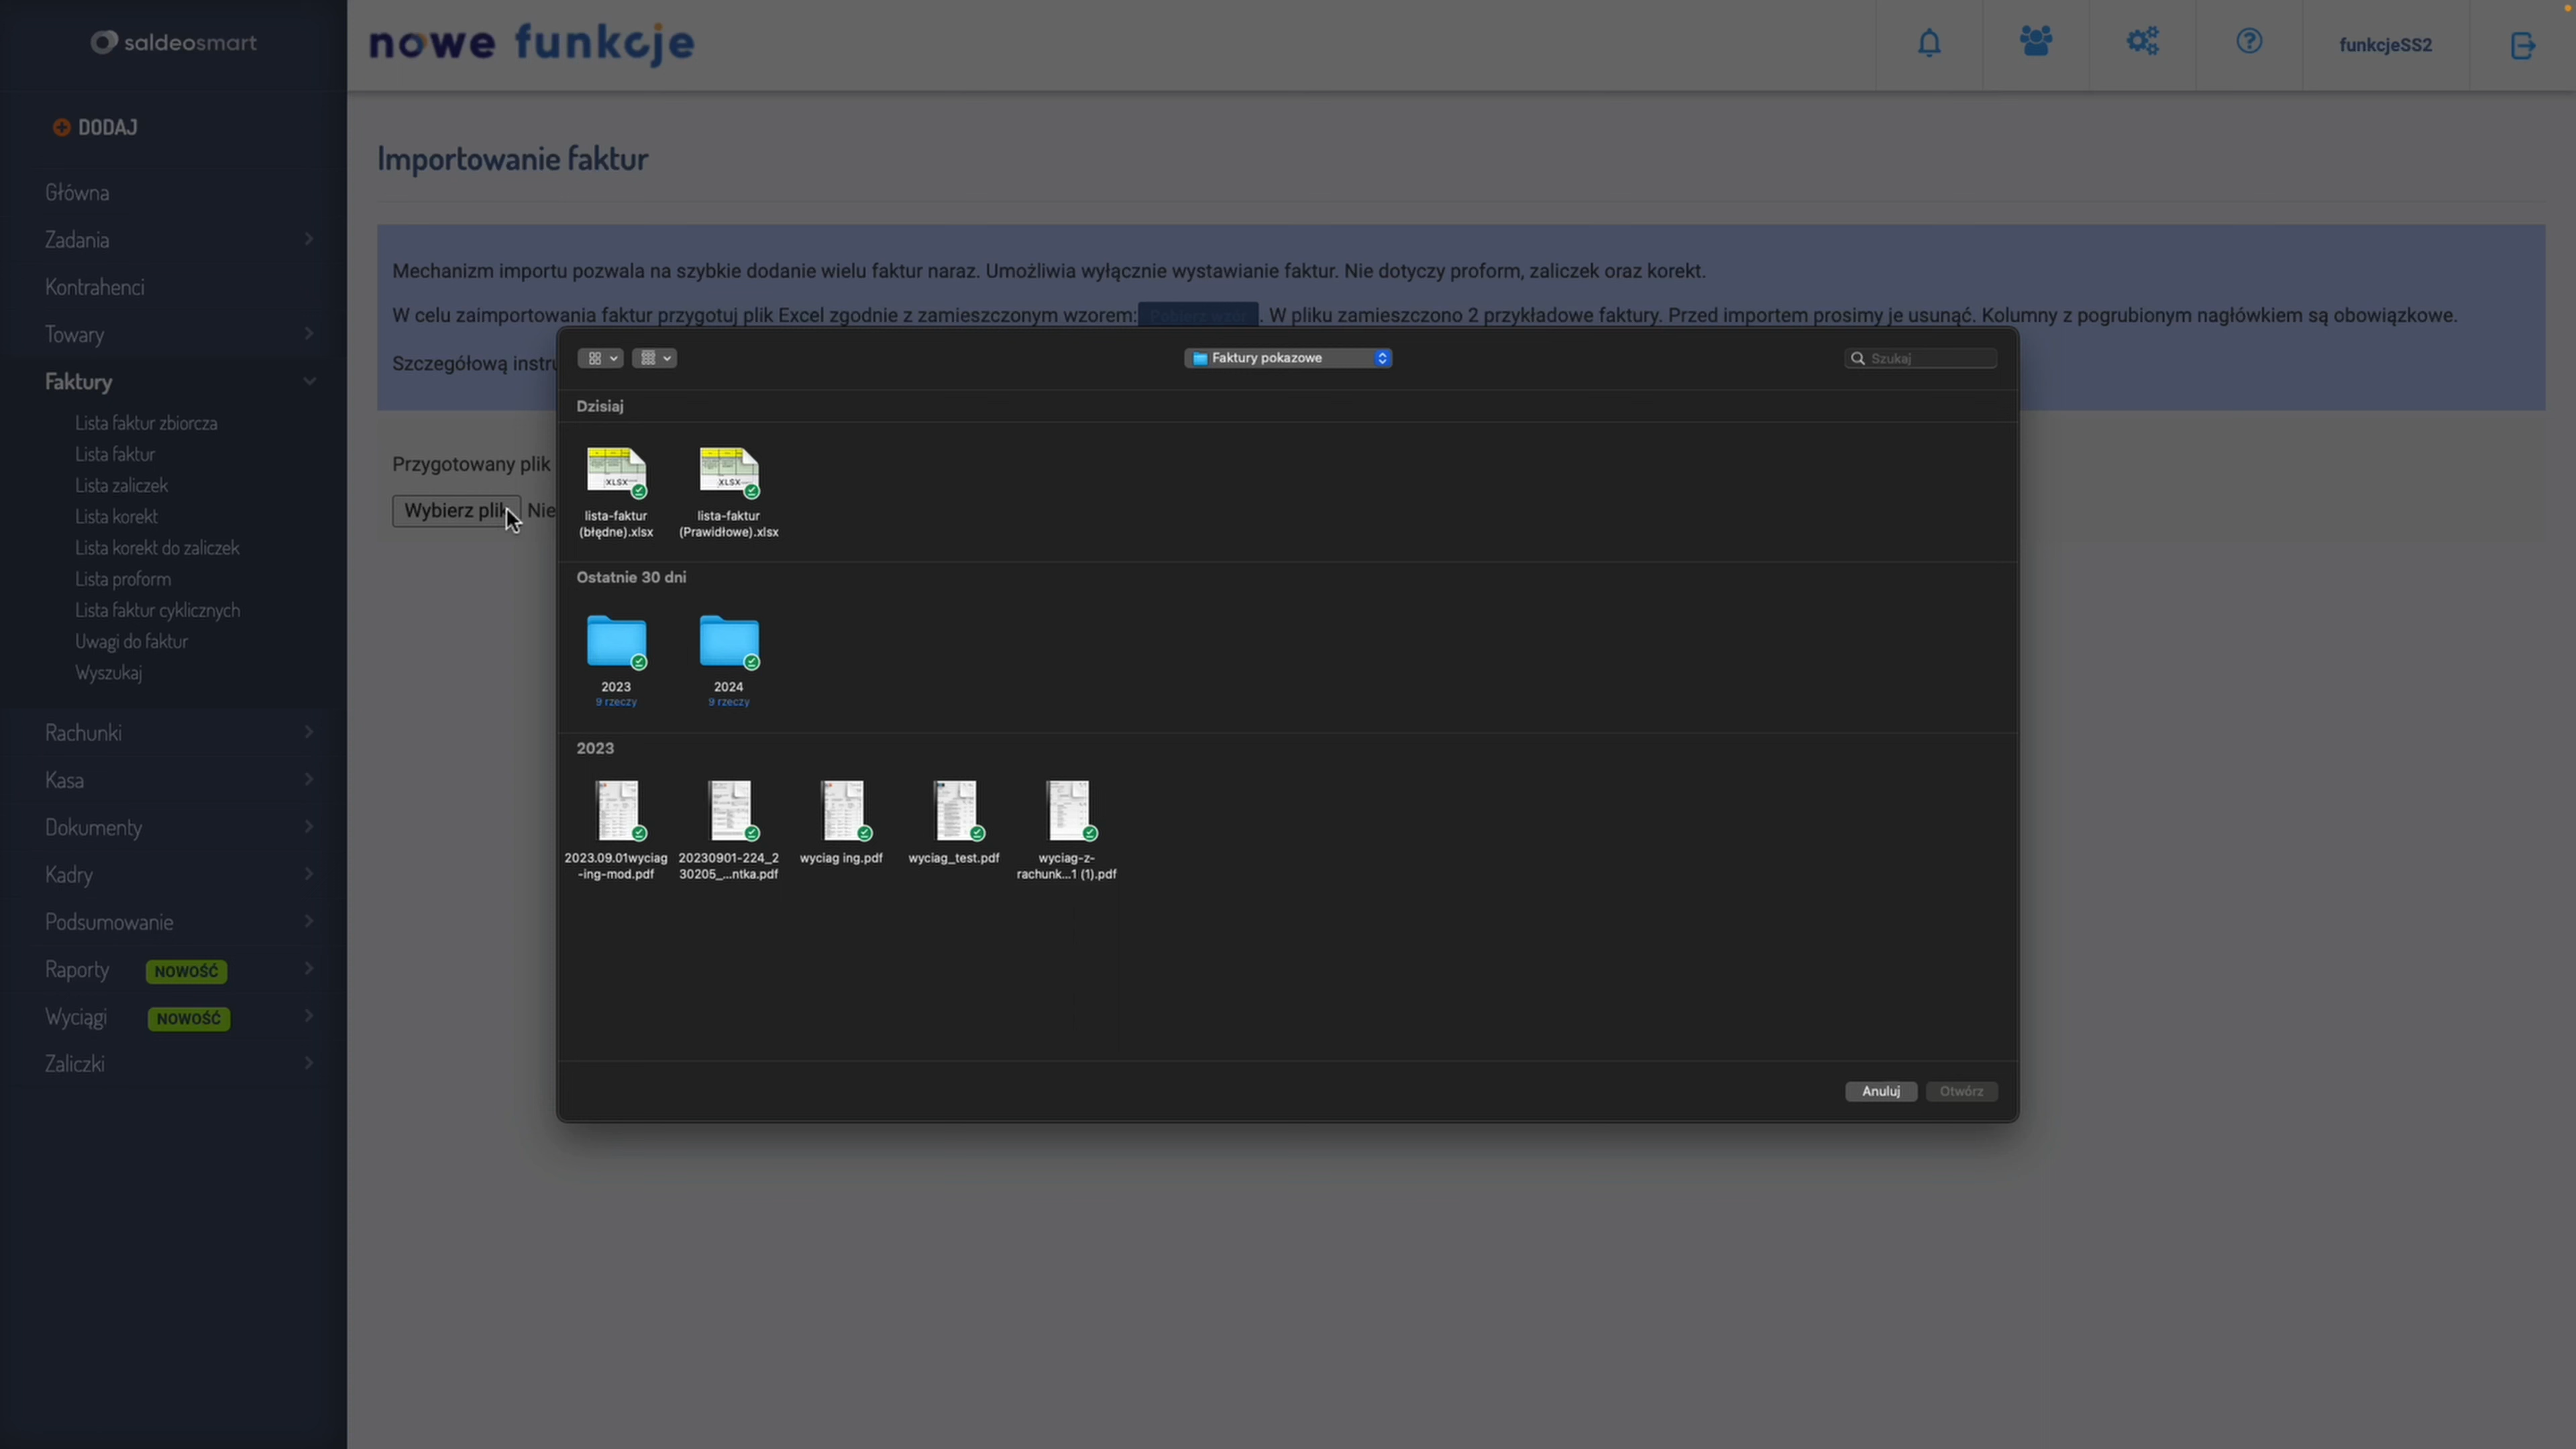 saldeosmart
nowe funkcje
funkcjeSS2
DODAJ
Główna
Zadania
Kontrahenci
Towary
Faktury
Lista faktur zbiorcza
Lista faktur
Lista zaliczek
Lista korekt
Lista korekt do zaliczek
Lista proform
Lista faktur cyklicznych
Uwagi do faktur
Wyszukaj
Rachunki
Kasa
Dokumenty
Kadry
Podsumowanie
Raporty NOWOŚĆ
Wyciągi NOWOŚĆ
Zaliczki
Importowanie faktur
Mechanizm importu pozwala na szybkie dodanie wielu faktur naraz. Umożliwia wyłącznie wystawianie faktur. Nie dotyczy proform, zaliczek oraz korekt.
W celu zaimportowania faktur przygotuj plik Excel zgodnie z zamieszczonym wzorem: Pobierz wzór . W pliku zamieszczono 2 przykładowe faktury. Przed importem prosimy je usunąć. Kolumny z pogrubionym nagłówkiem są obowiązkowe.
Szczegółową instru
Przygotowany plik
Wybierz plik Nie
Faktury pokazowe
Szukaj
Dzisiaj
XLSX XLSX
lista-faktur
(błędne).xlsx
lista-faktur
(Prawidłowe).xlsx
Ostatnie 30 dni
2023
9 rzeczy
2024
9 rzeczy
2023
2023.09.01wyciag
-ing-mod.pdf
20230901-224_2
30205_...ntka.pdf
wyciag ing.pdf
wyciag_test.pdf
wyciag-z-
rachunk...1 (1).pdf
Anuluj
Otwórz